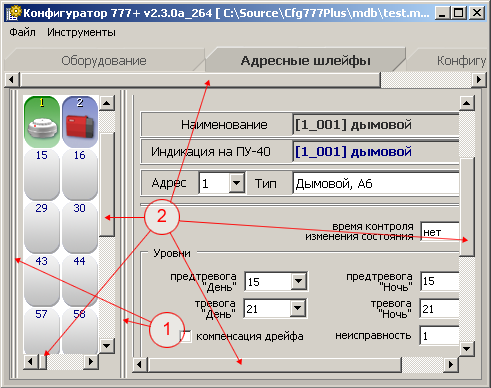 Конфигуратор 777+ v2.3.0a_264 [ C:\Source\Cfg777Plus\mdb\test.m...
Файл Инструменты
Оборудование Адресные шлейфы Конфигу
1 2
Наименование [1_001] дымовой
15 16
Индикация на ПУ-40 [1_001] дымовой
Адрес 1 Тип Дымовой, А6
29 30
2
время контроля
изменения состояния нет
Уровни
43 44
предтревога
"День" 15
предтревога
"Ночь" 15
тревога
"День" 21
тревога
"Ночь" 21
57 58
1
компенсация дрейфа неисправность 1